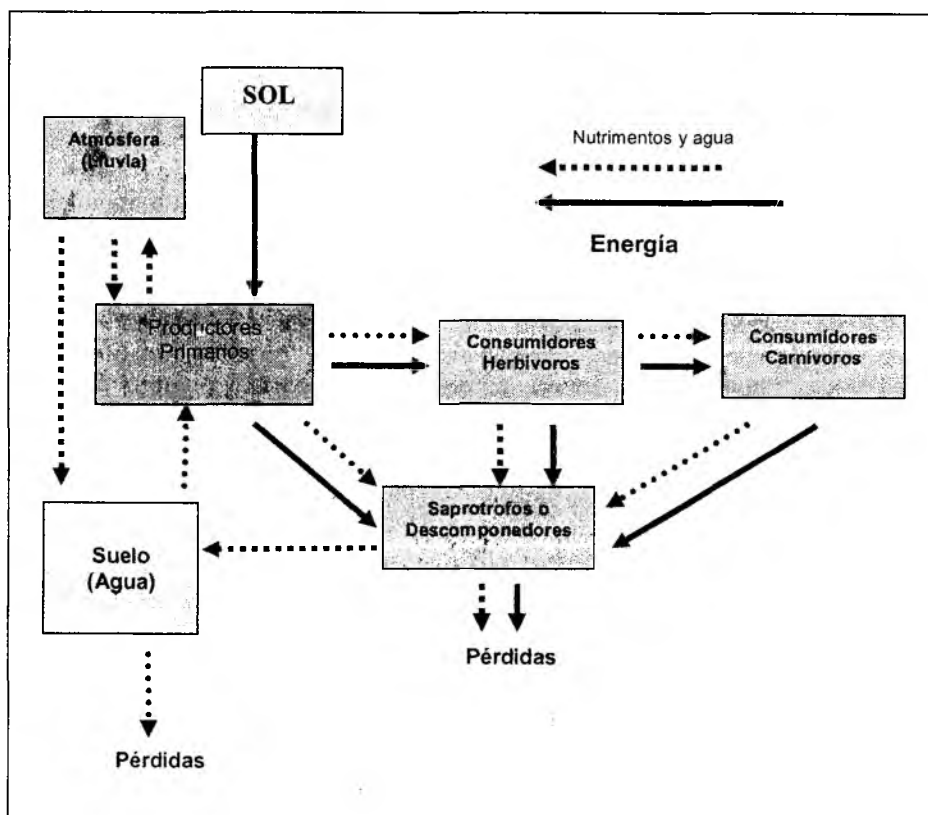 SOL
Atmósfera
(Lluvia)
Nutrimentos y agua
Energía
Productores
Primarios
Consumidores
Herbívoros
Consumidores
Carnívoros
Saprotrofos o
Descomponedores
Suelo
(Agua)
Pérdidas
Pérdidas